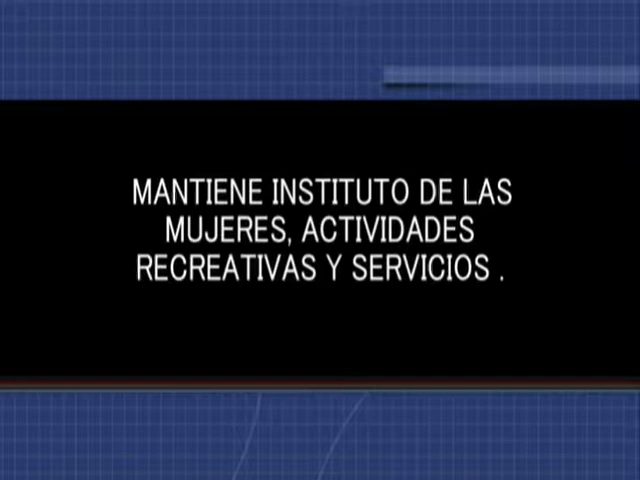 MANTIENE INSTITUTO DE LAS
MUJERES, ACTIVIDADES
RECREATIVAS Y SERVICIOS .